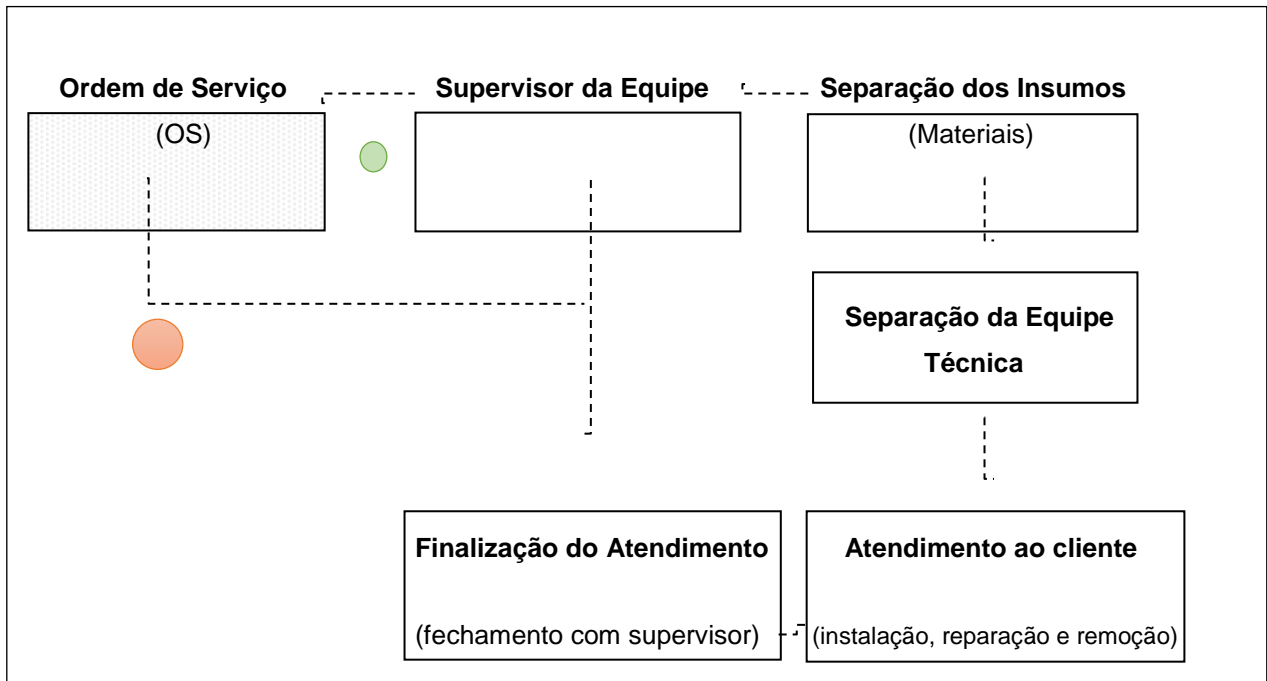 Ordem de Serviço
(OS)
Supervisor da Equipe
Separação dos Insumos
(Materiais)
Separação da Equipe
Técnica
Finalização do Atendimento
(fechamento com supervisor)
Atendimento ao cliente
(instalação, reparação e remoção)